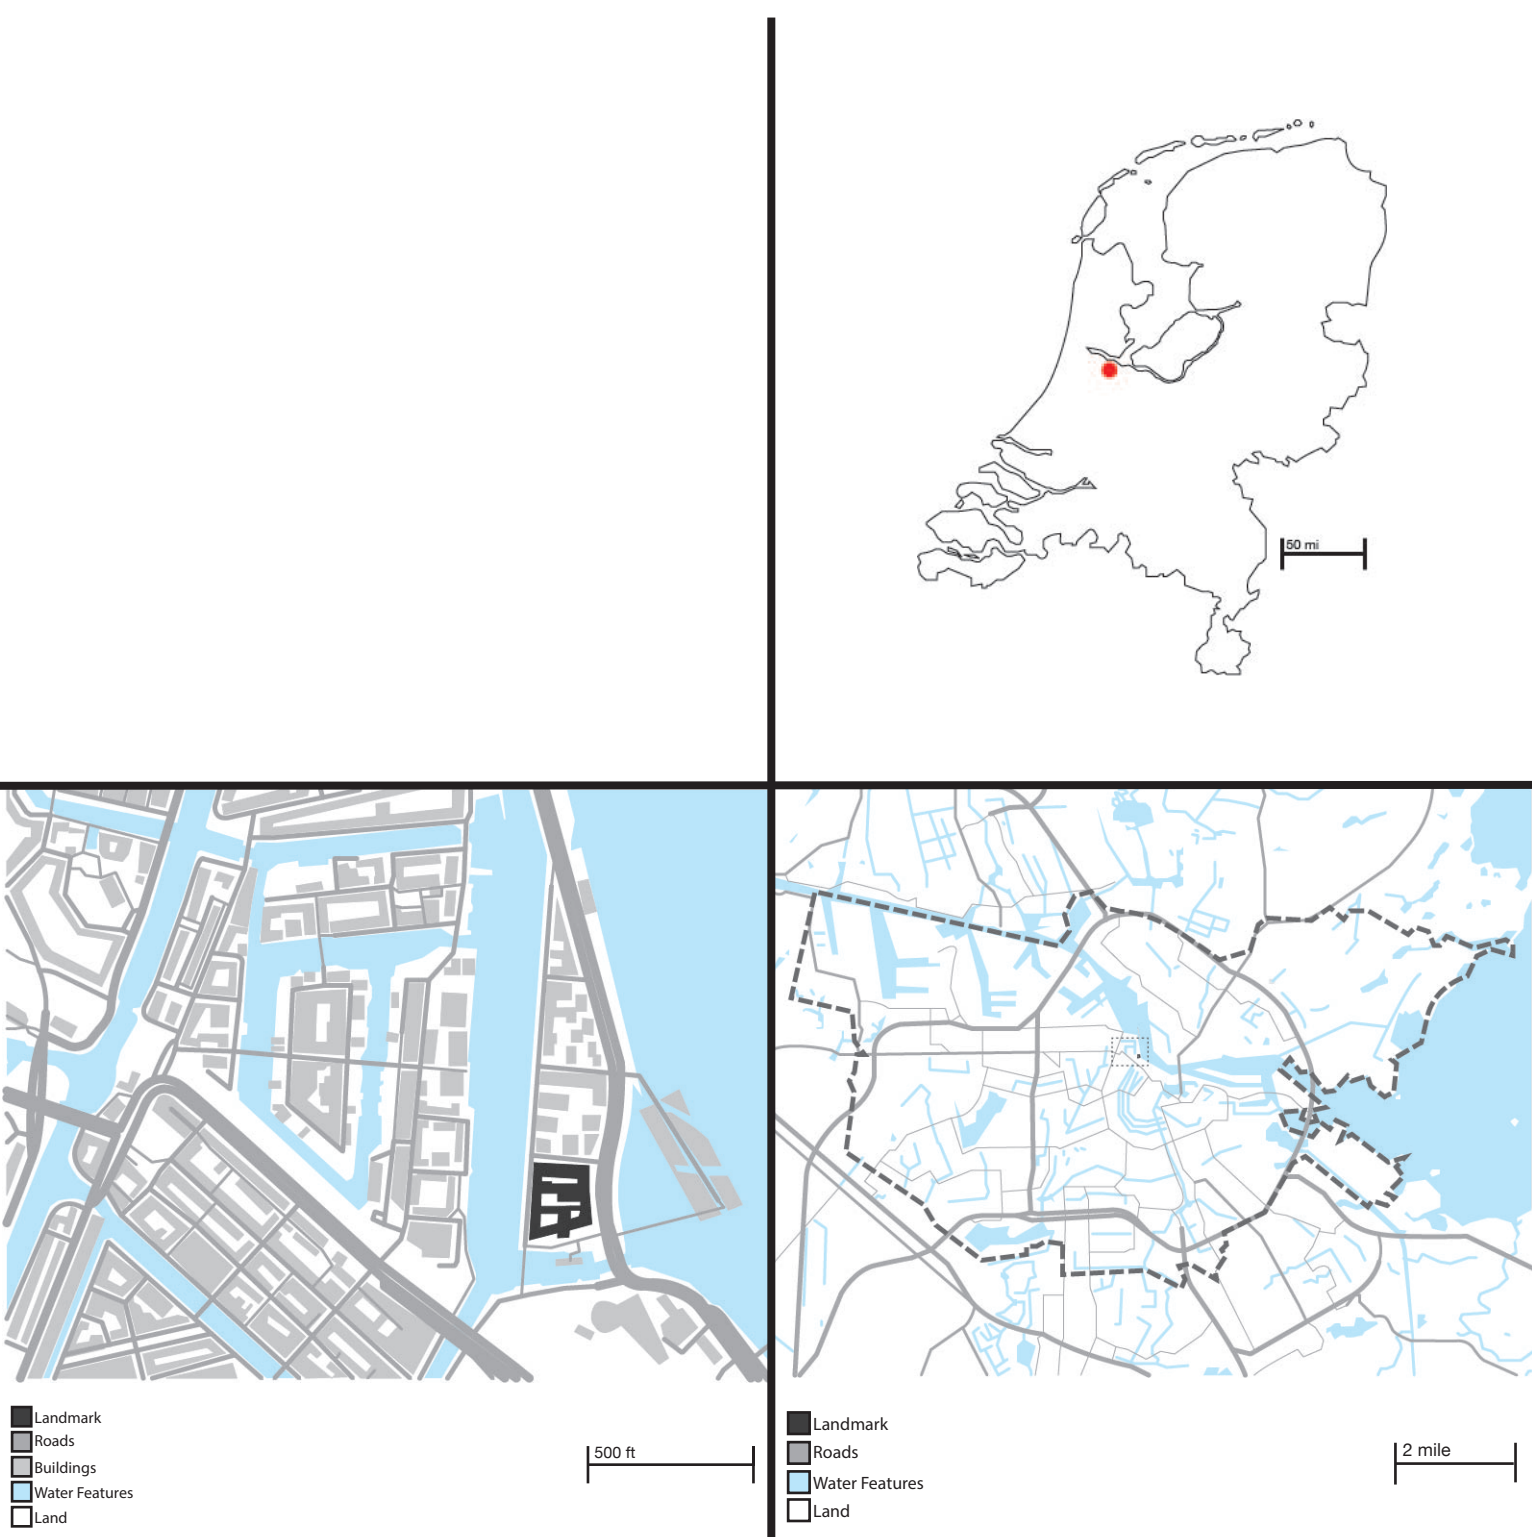 50 mi
Landmark
Roads
Buildings
Water Features
Land
500 ft
Landmark
Roads
Water Features
Land
2 mile